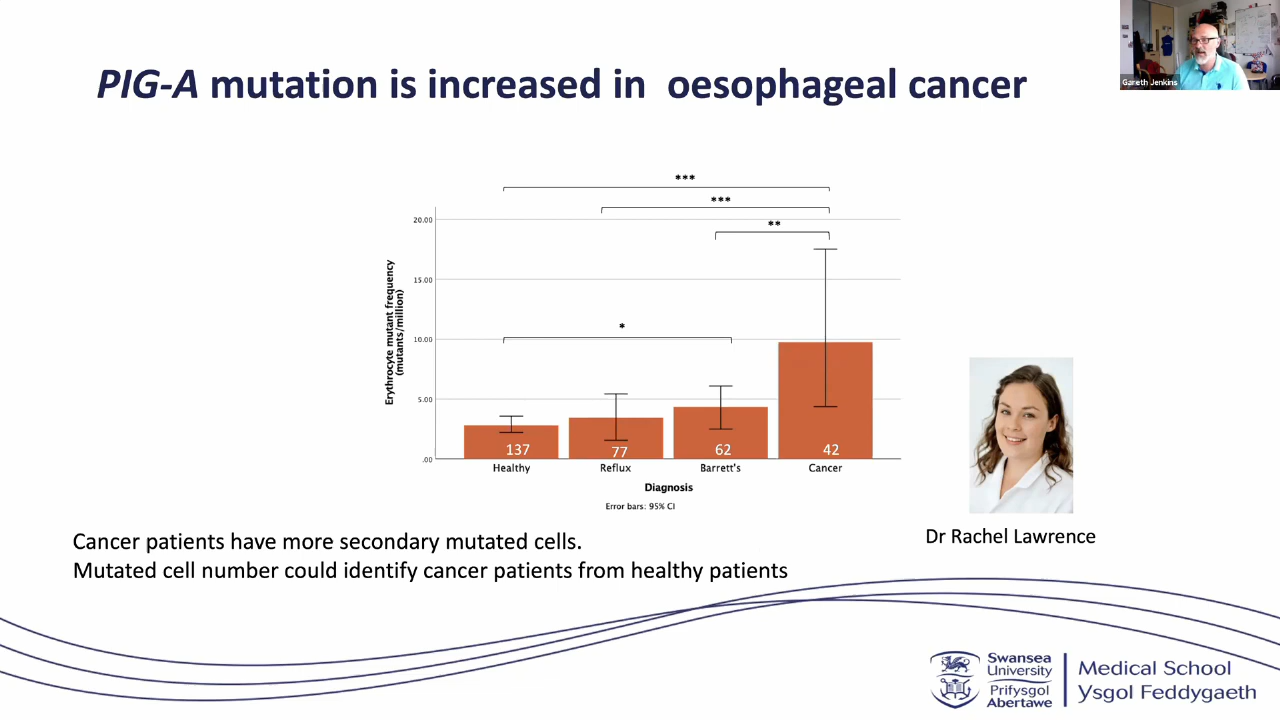 PIG-A mutation is increased in oesophageal cancer
Gareth Jenkins
***
***
**
*
20.00
15.00
10.00
5.00
.00
Erythrocyte mutant frequency
(mutants/million)
137
77
62
42
Healthy
Reflux
Barrett's
Cancer
Diagnosis
Error bars: 95% CI
Dr Rachel Lawrence
Cancer patients have more secondary mutated cells.
Mutated cell number could identify cancer patients from healthy patients
Swansea
University
Prifysgol
Abertawe
Medical School
Ysgol Feddygaeth